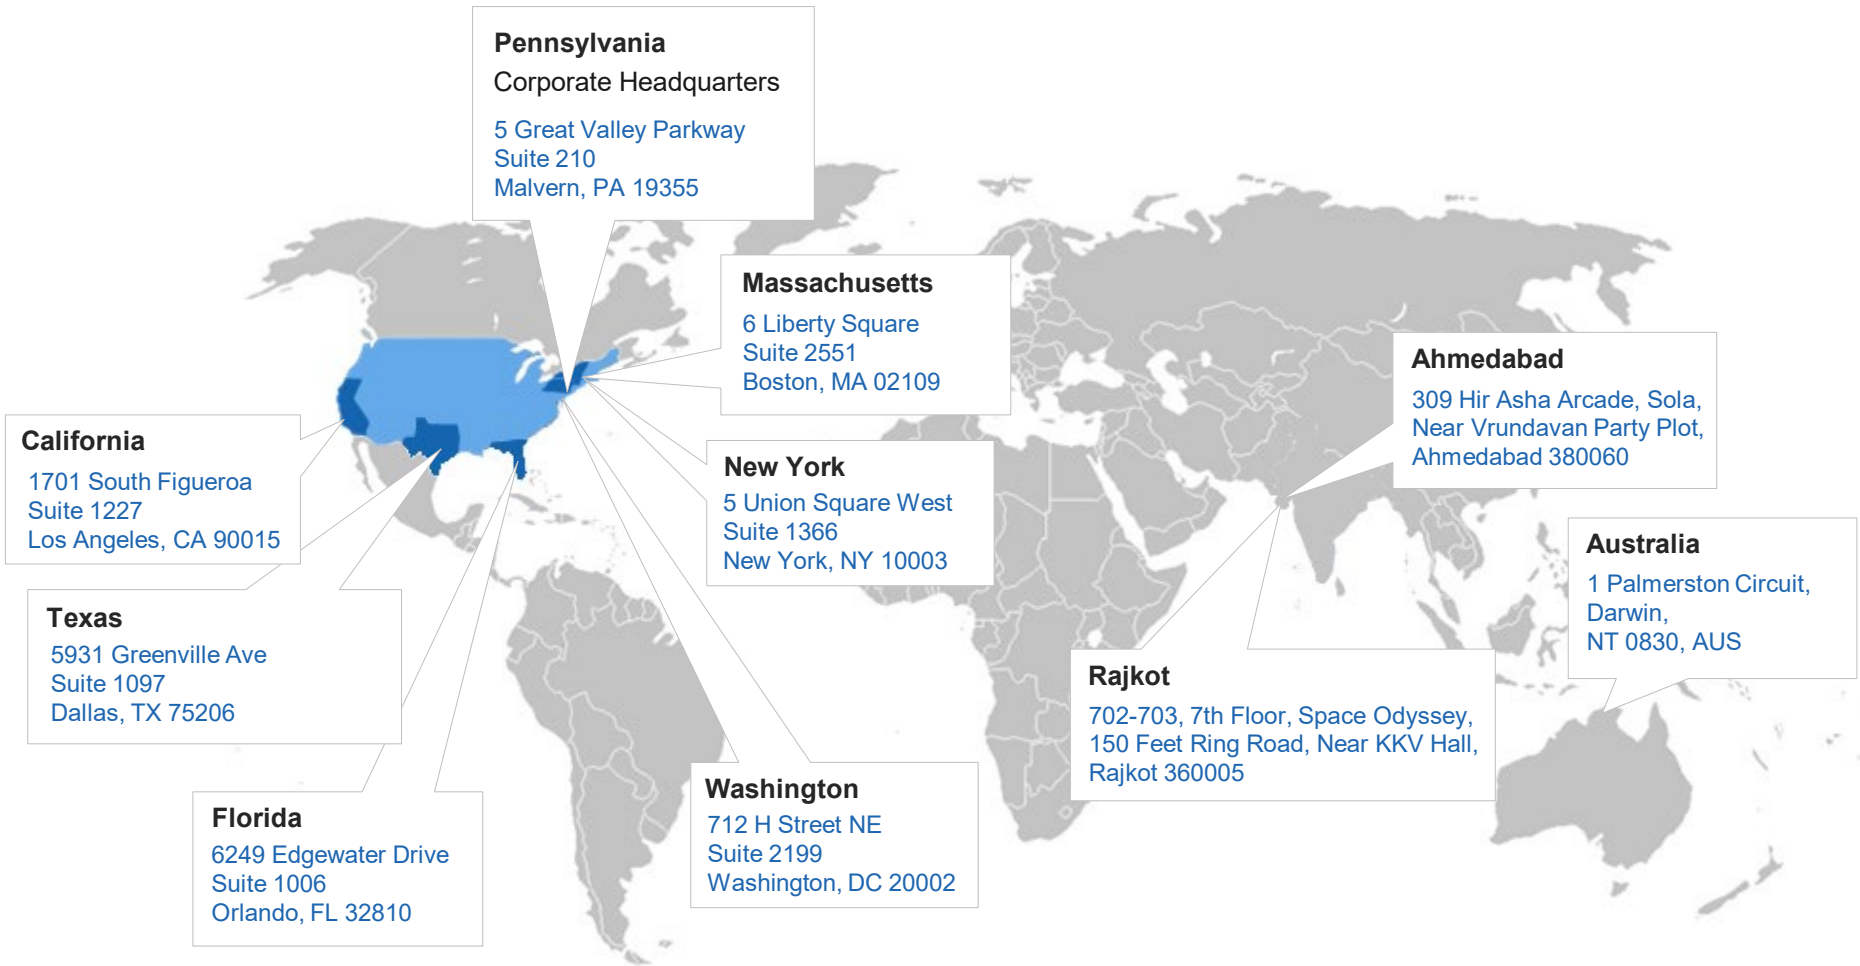 Pennsylvania
Corporate Headquarters
5 Great Valley Parkway
Suite 210
Malvern, PA 19355
Massachusetts
6 Liberty Square
Suite 2551
Boston, MA 02109
Ahmedabad
309 Hir Asha Arcade, Sola,
Near Vrundavan Party Plot,
Ahmedabad 380060
California
1701 South Figueroa
Suite 1227
Los Angeles, CA 90015
New York
5 Union Square West
Suite 1366
New York, NY 10003
Australia
1 Palmerston Circuit,
Darwin,
NT 0830, AUS
Texas
5931 Greenville Ave
Suite 1097
Dallas, TX 75206
Rajkot
702-703, 7th Floor, Space Odyssey,
150 Feet Ring Road, Near KKV Hall,
Rajkot 360005
Florida
6249 Edgewater Drive
Suite 1006
Orlando, FL 32810
Washington
712 H Street NE
Suite 2199
Washington, DC 20002